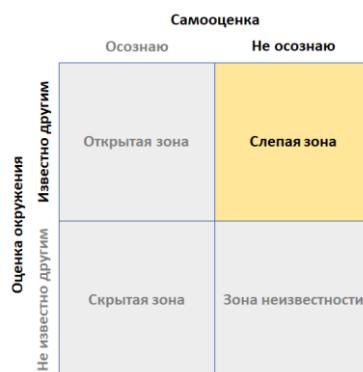 Самооценка
Осознаю
Не осознаю
Оценка окружения
Известно другим
Открытая зона
Слепая зона
Не известно другим
Скрытая зона
Зона неизвестности